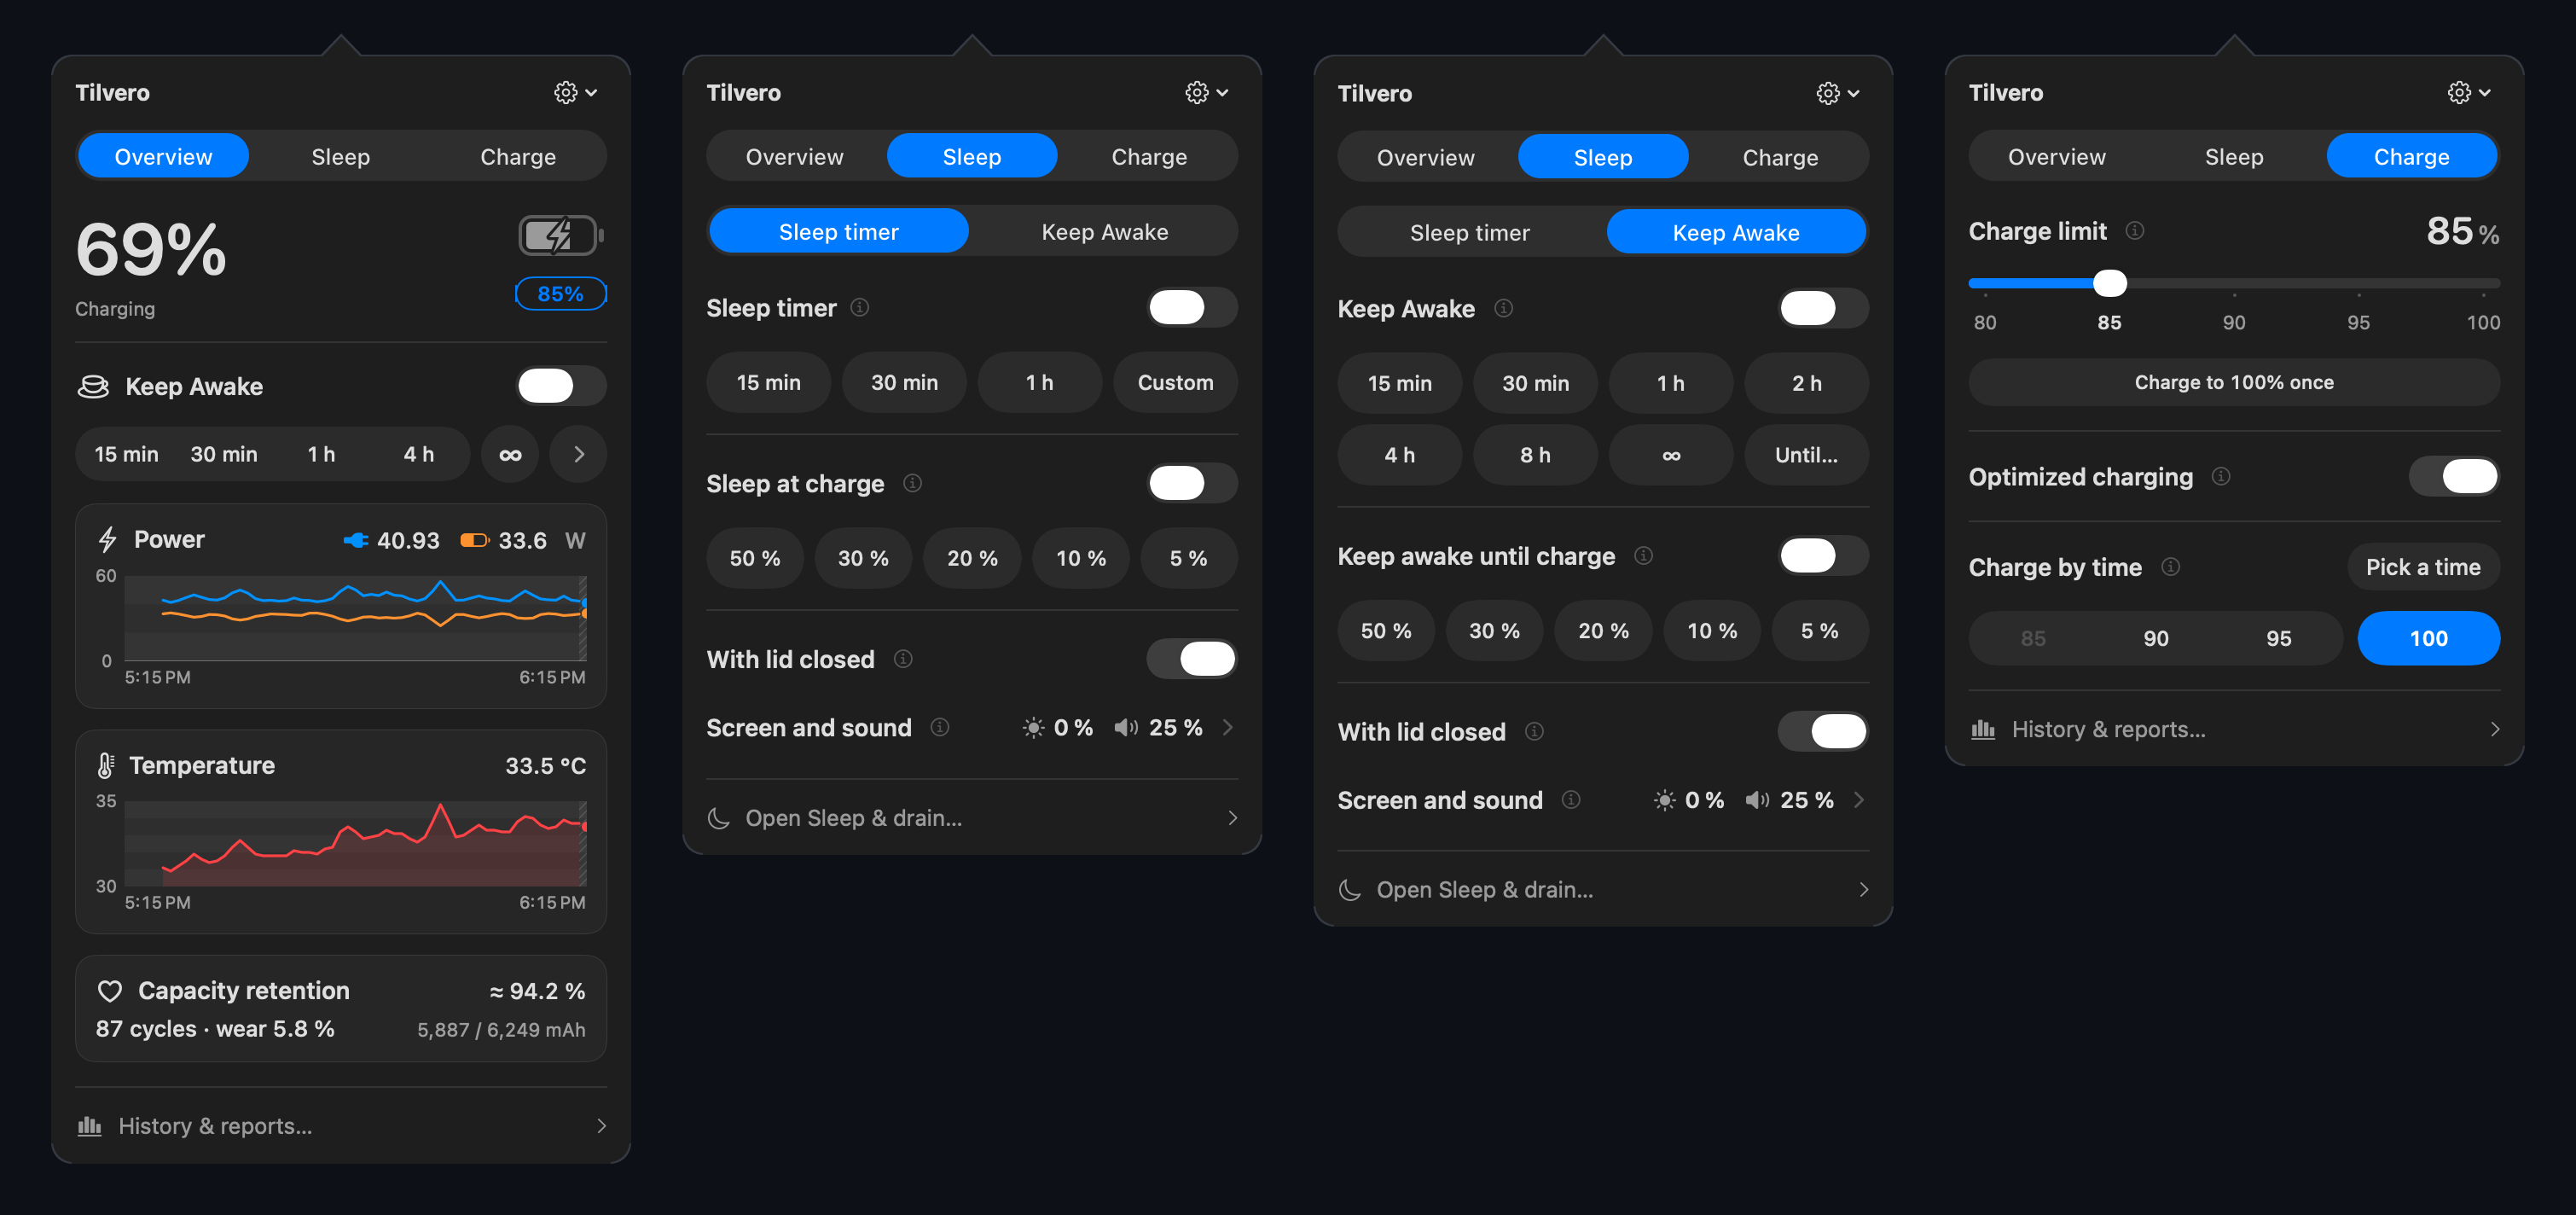 Tilvero
Overview Sleep Charge
69%
85%
Charging
Keep Awake
15 min 30 min 1 h 4 h ∞
Power 40.93 33.6 W
60
0
5:15 PM 6:15 PM
Temperature 33.5 °C
35
30
5:15 PM 6:15 PM
Capacity retention ≈ 94.2 %
87 cycles · wear 5.8 % 5,887 / 6,249 mAh
History & reports...
Tilvero
Overview Sleep Charge
Sleep timer Keep Awake
Sleep timer
15 min 30 min 1 h Custom
Sleep at charge
50 % 30 % 20 % 10 % 5 %
With lid closed
Screen and sound 0 % 25 %
Open Sleep & drain...
Tilvero
Overview Sleep Charge
Sleep timer Keep Awake
Keep Awake
15 min 30 min 1 h 2 h
4 h 8 h ∞ Until...
Keep awake until charge
50 % 30 % 20 % 10 % 5 %
With lid closed
Screen and sound 0 % 25 %
Open Sleep & drain...
Tilvero
Overview Sleep Charge
Charge limit 85 %
80 85 90 95 100
Charge to 100% once
Optimized charging
Charge by time Pick a time
85 90 95 100
History & reports...